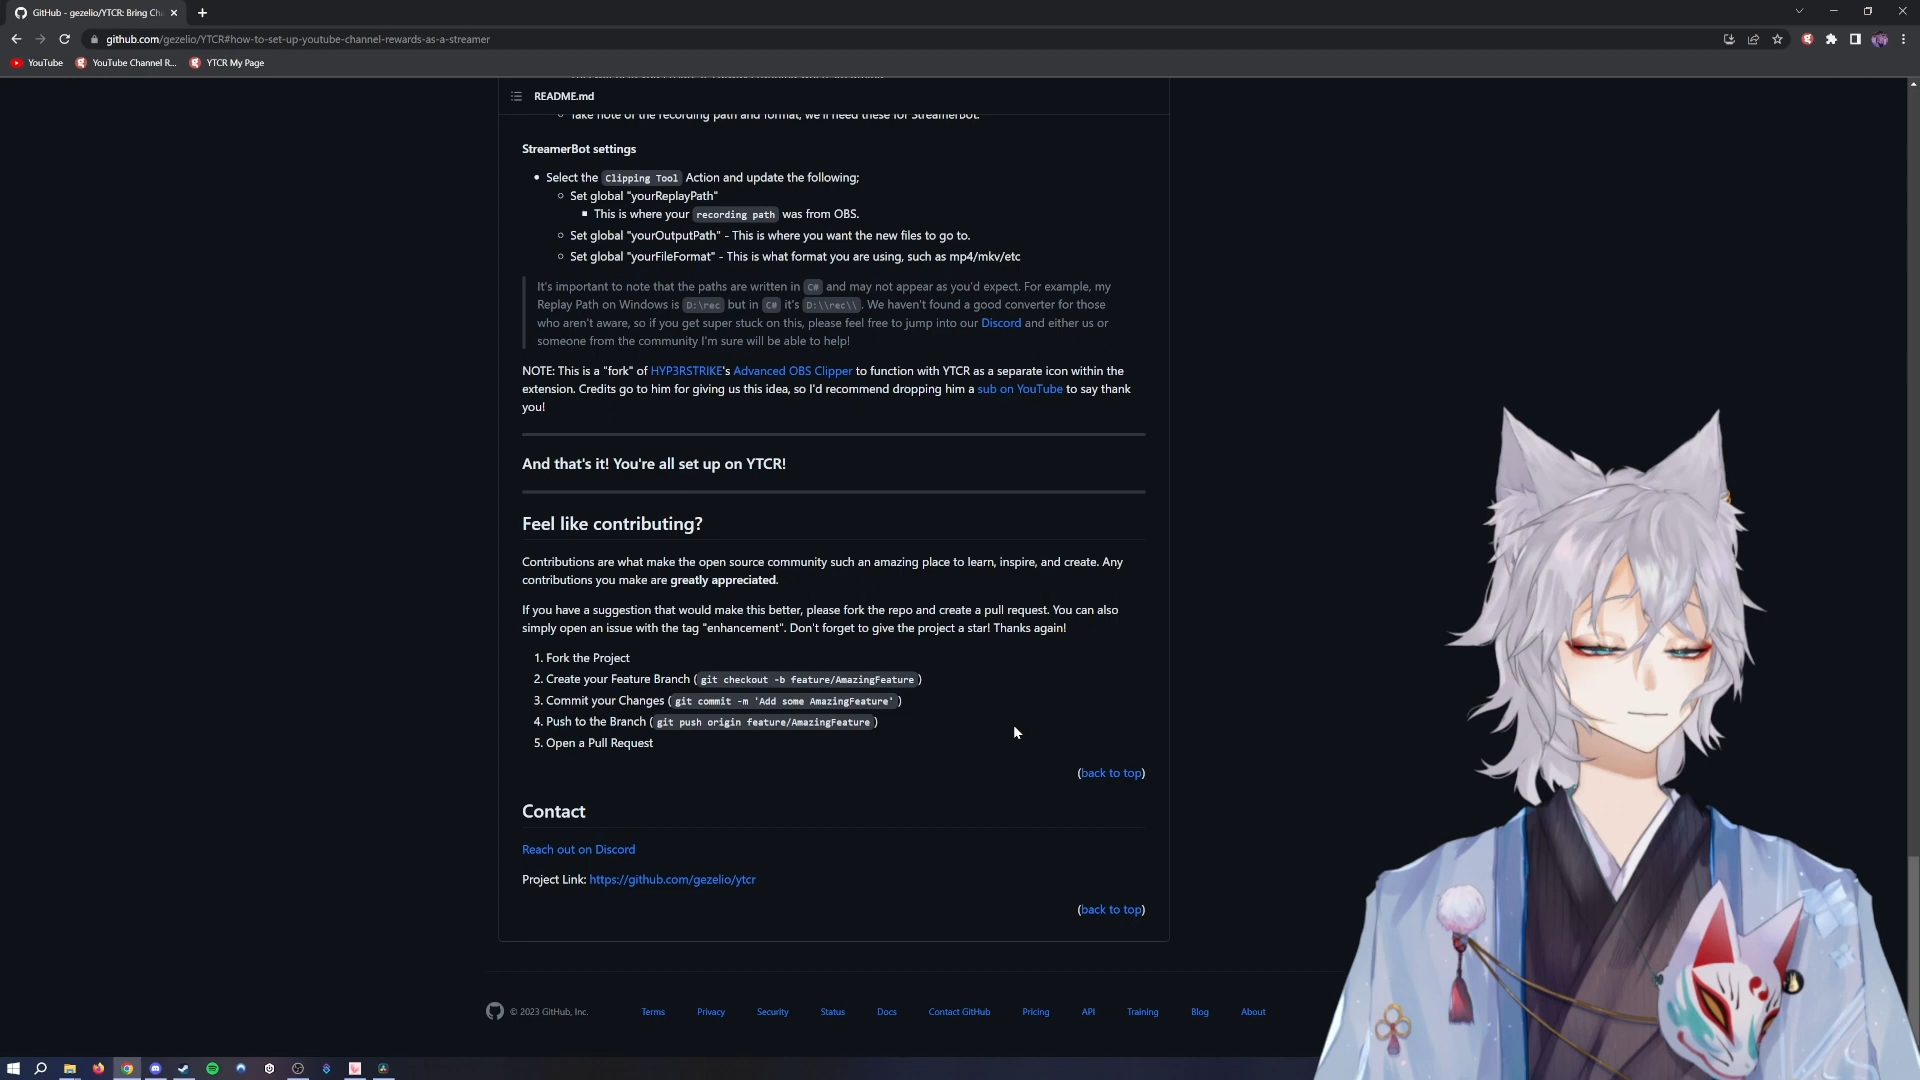 GitHub - gezelio/YTCR: Bring Cha
github.com/gezelio/YTCR#how-to-set-up-youtube-channel-rewards-as-a-streamer
YouTube
YouTube Channel R...
YTCR My Page
README.md
Take note of the recording path and format, we'll need these for StreamerBot.
StreamerBot settings
Select the Clipping Tool Action and update the following;
Set global "yourReplayPath"
This is where your recording path was from OBS.
Set global "yourOutputPath" - This is where you want the new files to go to.
Set global "yourFileFormat" - This is what format you are using, such as mp4/mkv/etc
It's important to note that the paths are written in C# and may not appear as you'd expect. For example, my
Replay Path on Windows is D:\rec but in C# it's D:\\rec\\. We haven't found a good converter for those
who aren't aware, so if you get super stuck on this, please feel free to jump into our Discord and either us or
someone from the community I'm sure will be able to help!
NOTE: This is a "fork" of HYP3RSTRIKE's Advanced OBS Clipper to function with YTCR as a separate icon within the
extension. Credits go to him for giving us this idea, so I'd recommend dropping him a sub on YouTube to say thank
you!
And that's it! You're all set up on YTCR!
Feel like contributing?
Contributions are what make the open source community such an amazing place to learn, inspire, and create. Any
contributions you make are greatly appreciated.
If you have a suggestion that would make this better, please fork the repo and create a pull request. You can also
simply open an issue with the tag "enhancement". Don't forget to give the project a star! Thanks again!
1. Fork the Project
2. Create your Feature Branch (git checkout -b feature/AmazingFeature)
3. Commit your Changes (git commit -m 'Add some AmazingFeature')
4. Push to the Branch (git push origin feature/AmazingFeature)
5. Open a Pull Request
(back to top)
Contact
Reach out on Discord
Project Link: https://github.com/gezelio/ytcr
(back to top)
© 2023 GitHub, Inc.
Terms
Privacy
Security
Status
Docs
Contact GitHub
Pricing
API
Training
Blog
About